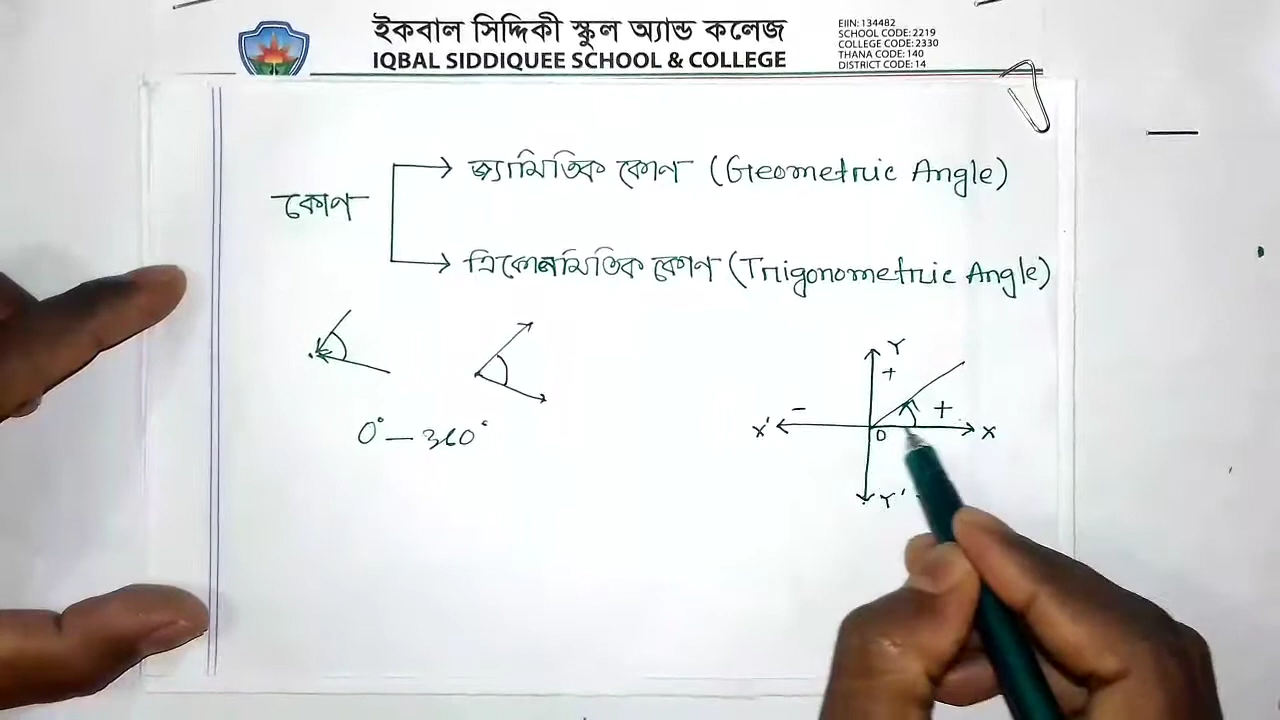 ইকবাল সিদ্দিকী স্কুল অ্যান্ড কলেজ
IQBAL SIDDIQUEE SCHOOL & COLLEGE
EIIN: 134482
SCHOOL CODE: 2219
COLLEGE CODE: 2330
THANA CODE: 140
DISTRICT CODE: 14
জ্যামিতিক কোণ (Geometric Angle)
কোণ
ত্রিকোনমিতিক কোণ (Trigonometric Angle)
0° — 360°
Y
+
- +
X' O X
Y'